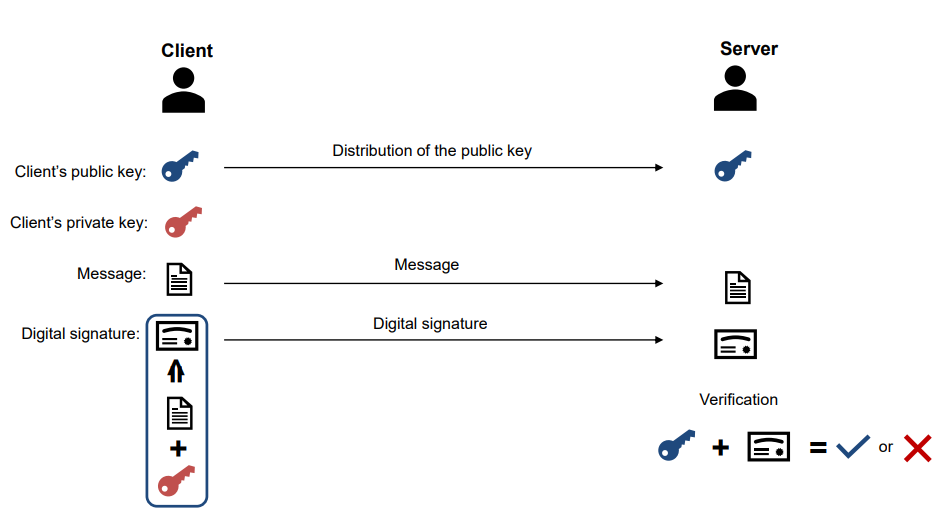 Client
Server
Client's public key:
Distribution of the public key
Client's private key:
Message:
Message
Digital signature:
Digital signature
Verification
+
+
=
or